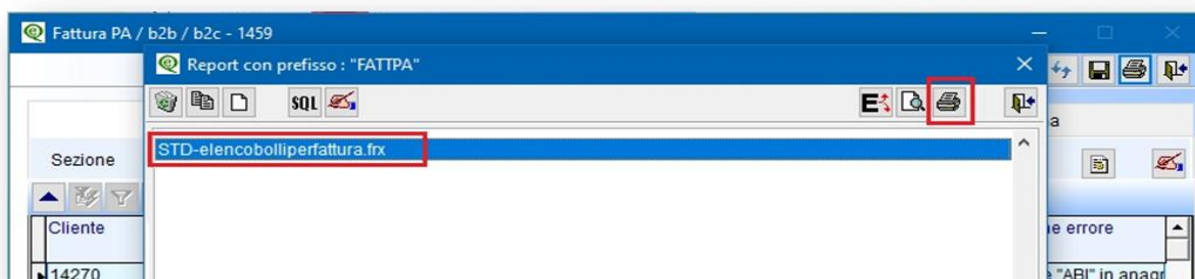 Fattura PA / b2b / b2c - 1459
Report con prefisso : "FATTPA"
SQL
E
a
STD-elencobolliperfattura.frx
Sezione
Cliente
ne errore
14270
"ABI" in anagr